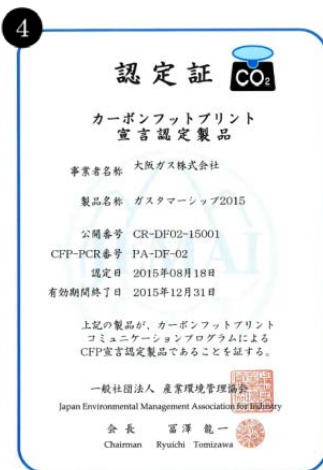 4
認定証
CO₂
カーボンフットプリント
宣言認定製品
事業者名称 大阪ガス株式会社
製品名称 ガスタマーシップ2015
公開番号 CR-DF02-15001
CFP-PCR番号 PA-DF-02
認定日 2015年08月18日
有効期間終了日 2015年12月31日
上記の製品が、カーボンフットプリント
コミュニケーションプログラムによる
CFP宣言認定製品であることを証する。
一般社団法人 産業環境管理協会
Japan Environmental Management Association for Industry
会長 冨澤 龍一
Chairman Ryuichi Tomizawa